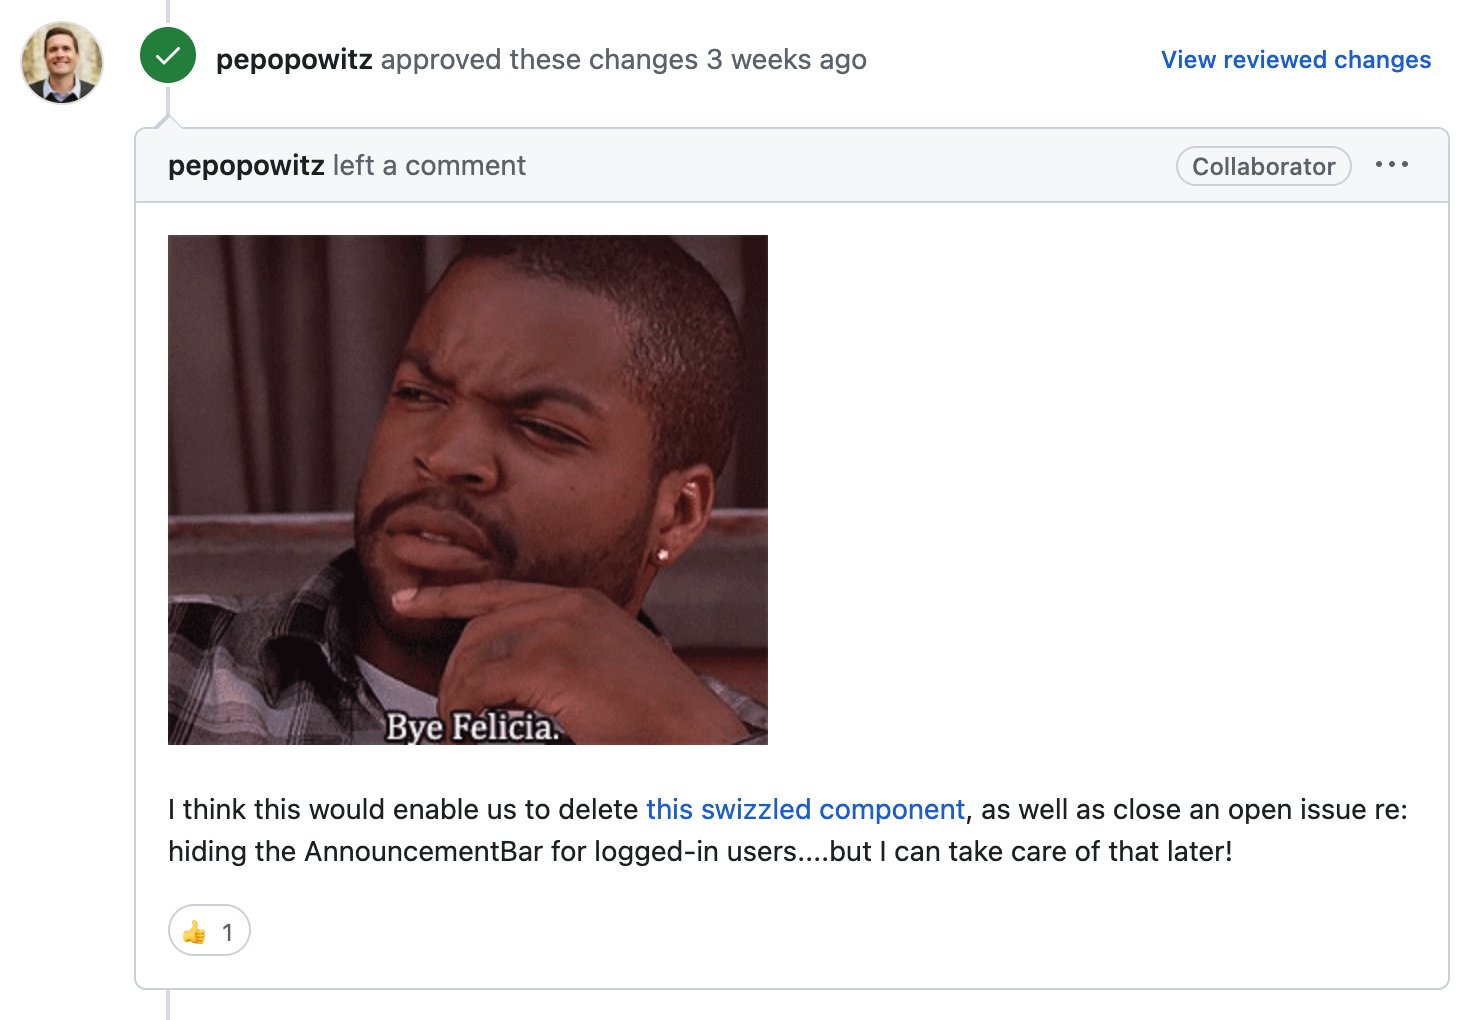 pepopowitz approved these changes 3 weeks ago
View reviewed changes
pepopowitz left a comment
Collaborator
Bye Felicia.
I think this would enable us to delete this swizzled component, as well as close an open issue re:
hiding the AnnouncementBar for logged-in users....but I can take care of that later!
👍 1